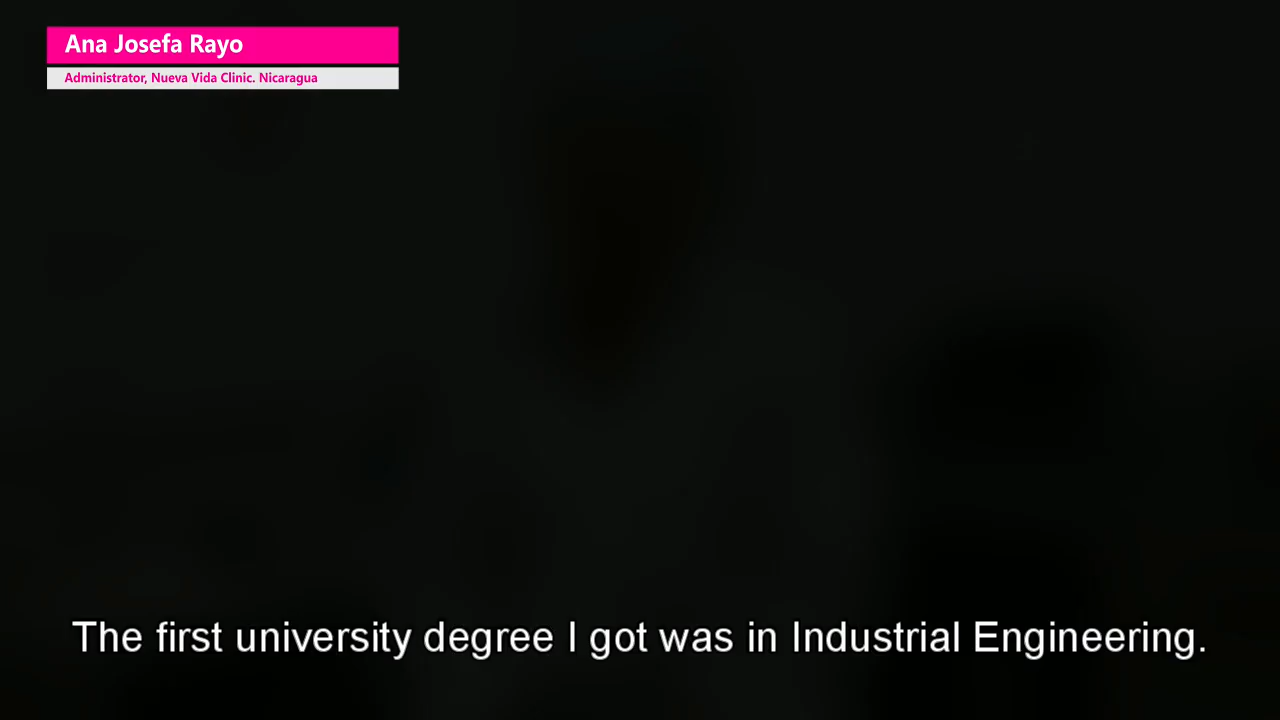 Ana Josefa Rayo
Administrator, Nueva Vida Clinic. Nicaragua
The first university degree I got was in Industrial Engineering.